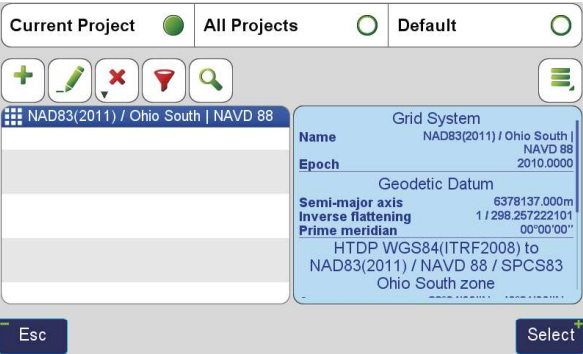 Current Project
All Projects
Default
NAD83(2011) / Ohio South | NAVD 88
Grid System
Name
NAD83(2011) / Ohio South |
NAVD 88
Epoch
2010.0000
Geodetic Datum
Semi-major axis
6378137.000m
Inverse flattening
1 / 298.257222101
Prime meridian
00°00'00"
HTDP WGS84(ITRF2008) to
NAD83(2011) / NAVD 88 / SPCS83
Ohio South zone
Esc
Select